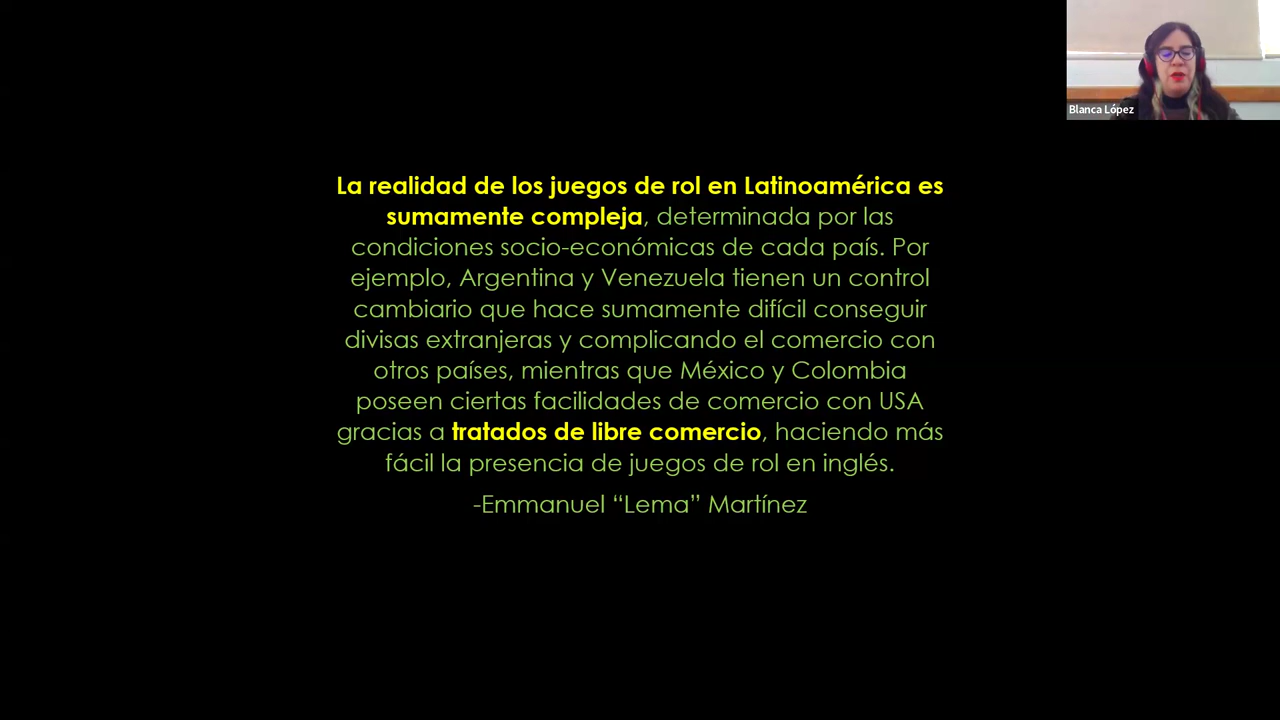 Blanca López
La realidad de los juegos de rol en Latinoamérica es
sumamente compleja, determinada por las
condiciones socio-económicas de cada país. Por
ejemplo, Argentina y Venezuela tienen un control
cambiario que hace sumamente difícil conseguir
divisas extranjeras y complicando el comercio con
otros países, mientras que México y Colombia
poseen ciertas facilidades de comercio con USA
gracias a tratados de libre comercio, haciendo más
fácil la presencia de juegos de rol en inglés.
-Emmanuel “Lema” Martínez